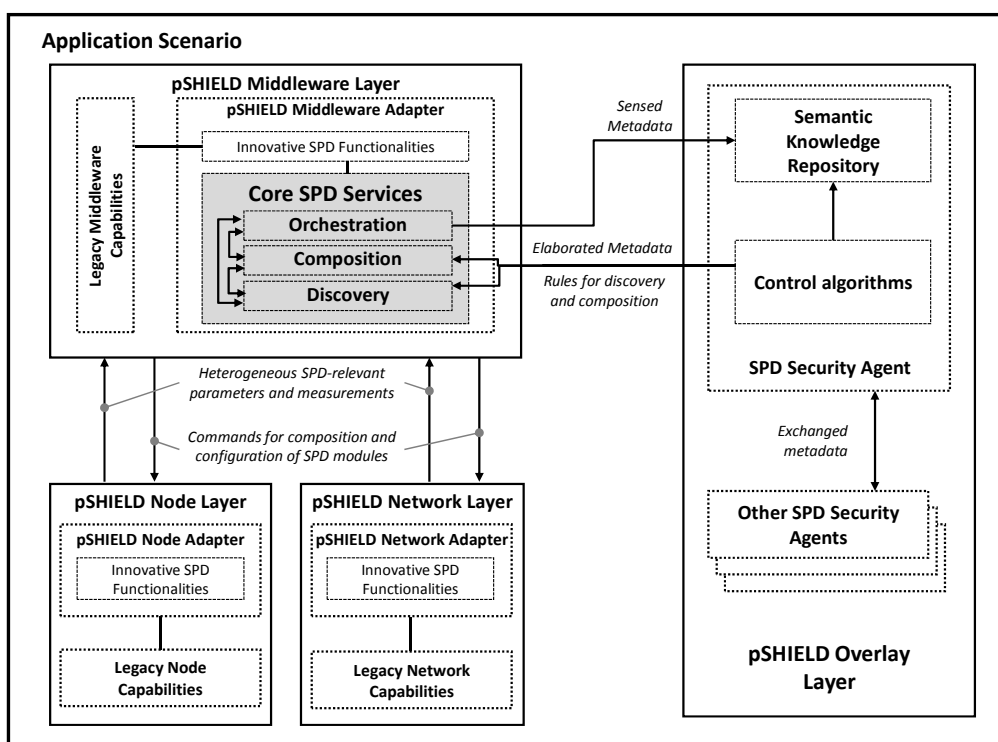 Application Scenario
pSHIELD Middleware Layer
pSHIELD Middleware Adapter
Legacy Middleware
Capabilities
Innovative SPD Functionalities
Core SPD Services
Orchestration
Composition
Discovery
Sensed
Metadata
Elaborated Metadata
Rules for discovery
and composition
Semantic
Knowledge
Repository
Control algorithms
SPD Security Agent
Exchanged
metadata
Other SPD Security
Agents
pSHIELD Overlay
Layer
Heterogeneous SPD-relevant
parameters and measurements
Commands for composition and
configuration of SPD modules
pSHIELD Node Layer
pSHIELD Node Adapter
Innovative SPD
Functionalities
Legacy Node
Capabilities
pSHIELD Network Layer
pSHIELD Network Adapter
Innovative SPD
Functionalities
Legacy Network
Capabilities